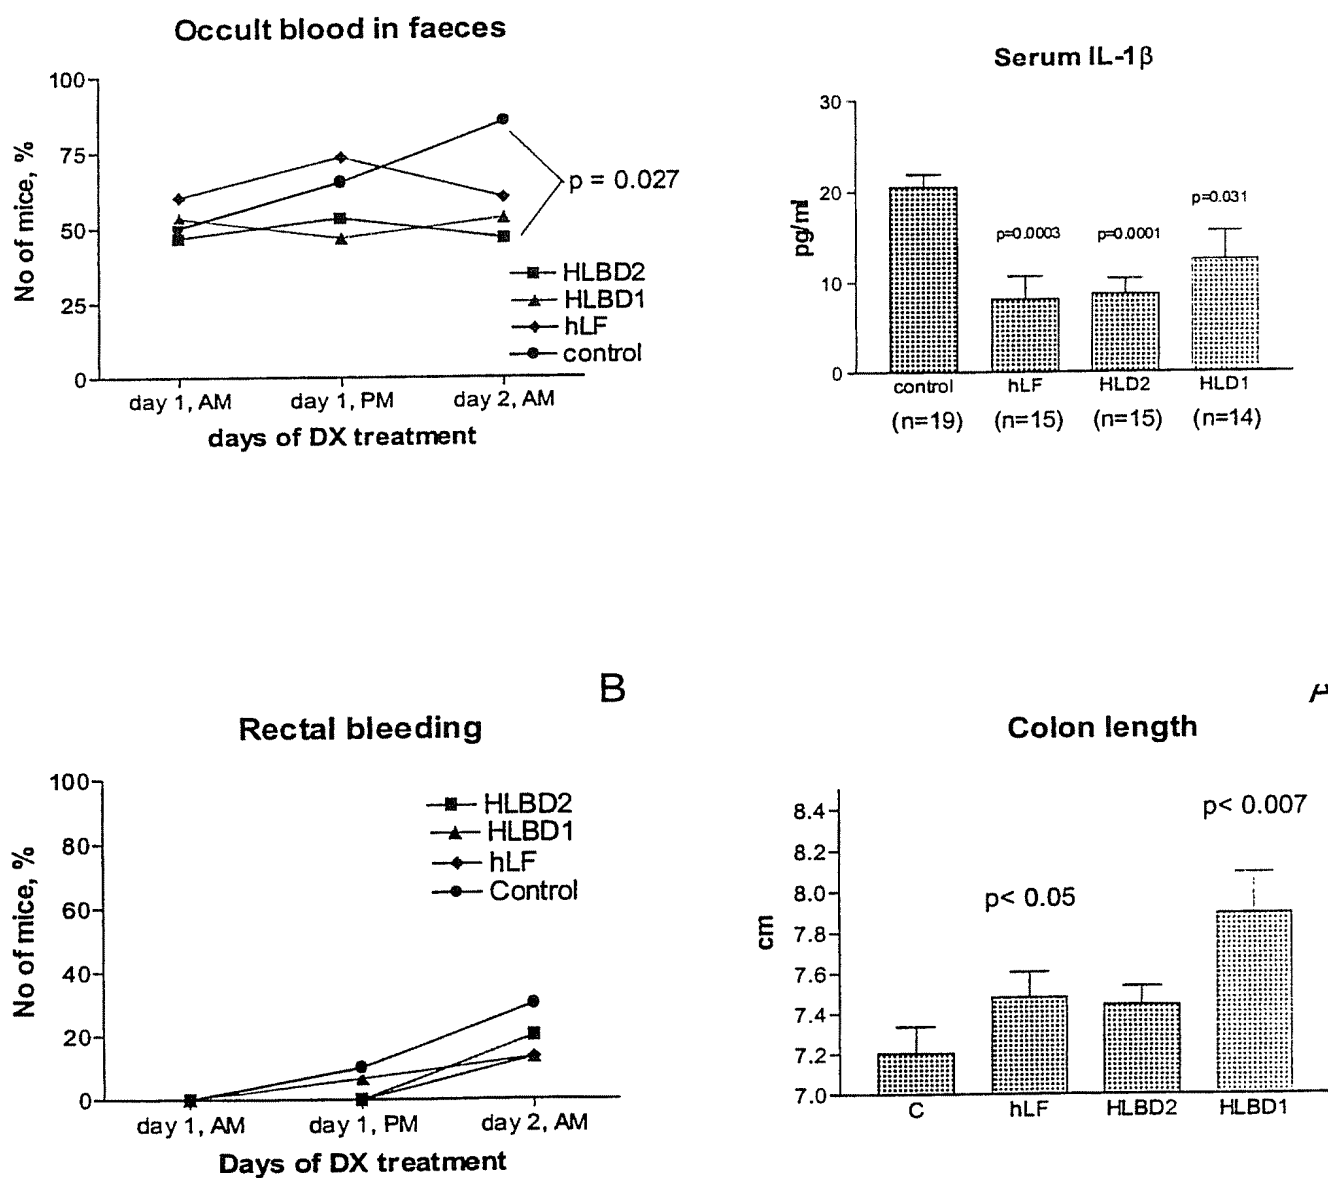 Occult blood in faeces
100
75
50
25
0
No of mice, %
p = 0.027
HLBD2
HLBD1
hLF
control
day 1, AM day 1, PM day 2, AM
days of DX treatment
Serum IL-1β
30
20
10
0
pg/ml
p=0.0003 p=0.0001 p=0.031
control hLF HLD2 HLD1
(n=19) (n=15) (n=15) (n=14)
B
Rectal bleeding
100
80
60
40
20
0
No of mice, %
HLBD2
HLBD1
hLF
Control
day 1, AM day 1, PM day 2, AM
Days of DX treatment
Colon length
8.4
8.2
8.0
7.8
7.6
7.4
7.2
7.0
cm
p< 0.05
p< 0.007
C hLF HLBD2 HLBD1